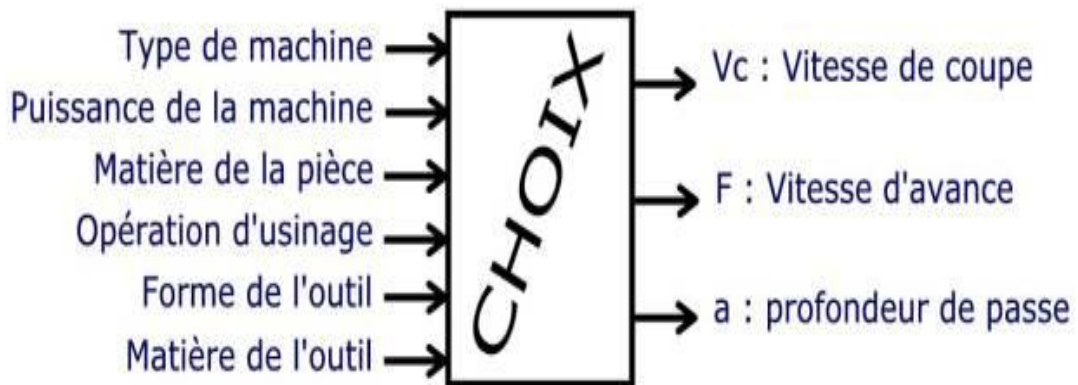 Type de machine
Puissance de la machine
Matière de la pièce
Opération d'usinage
Forme de l'outil
Matière de l'outil
CHOIX
Vc : Vitesse de coupe
F : Vitesse d'avance
a : profondeur de passe